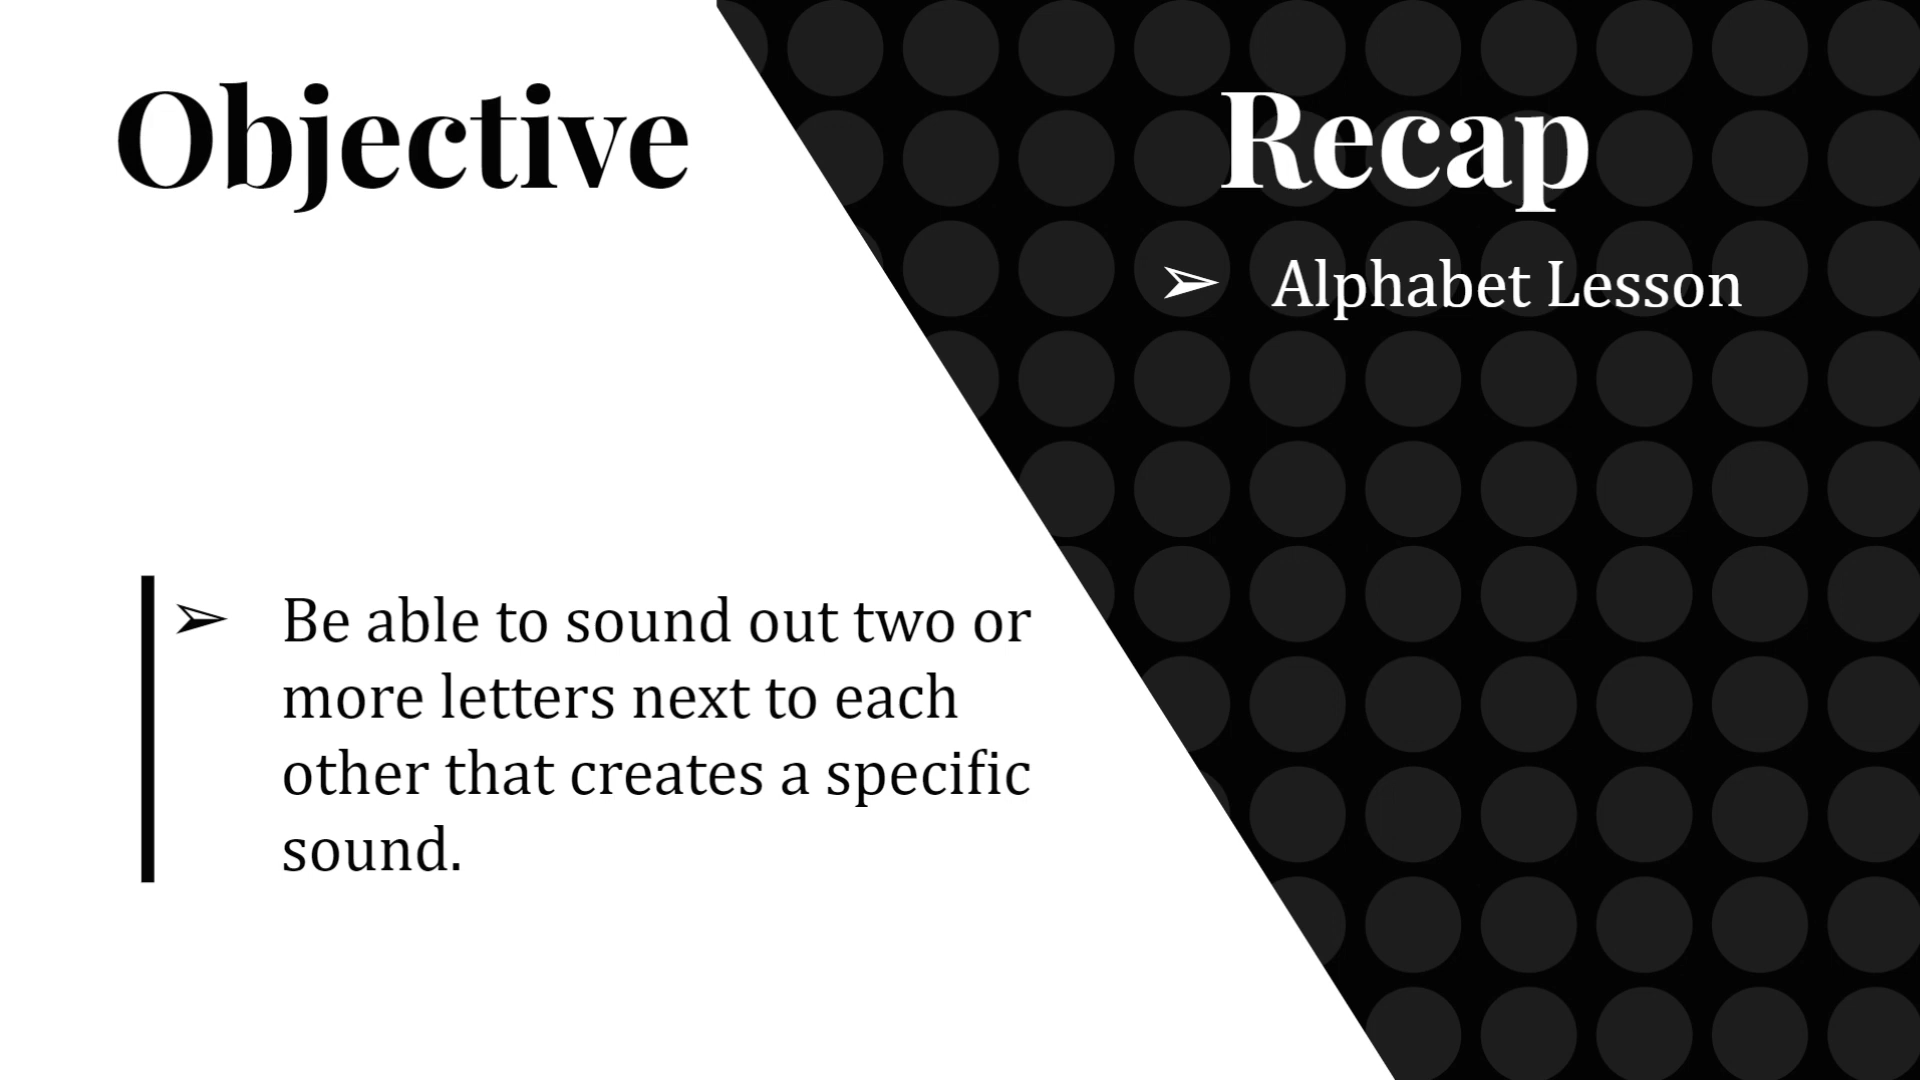 Objective
➢ Be able to sound out two or
more letters next to each
other that creates a specific
sound.
Recap
➢ Alphabet Lesson